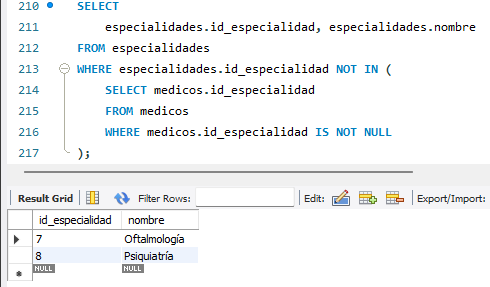 210 SELECT
211 especialidades.id_especialidad, especialidades.nombre
212 FROM especialidades
213 WHERE especialidades.id_especialidad NOT IN (
214 SELECT medicos.id_especialidad
215 FROM medicos
216 WHERE medicos.id_especialidad IS NOT NULL
217 );
Result Grid Filter Rows: Edit: Export/Import:
id_especialidad nombre
7 Oftalmología
8 Psiquiatría
NULL NULL